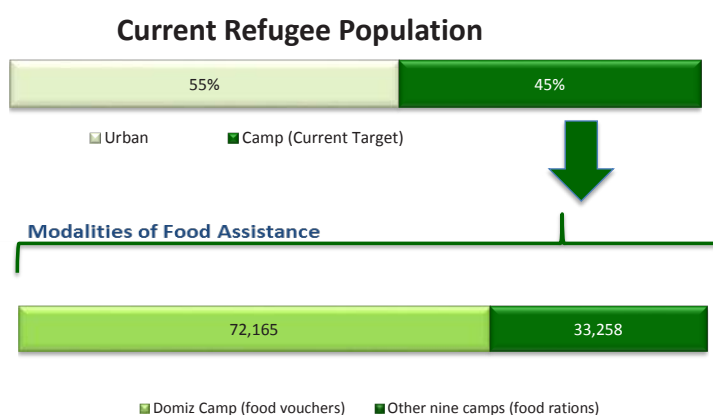 Current Refugee Population
55% 45%
Urban Camp (Current Target)
Modalities of Food Assistance
72,165 33,258
Domiz Camp (food vouchers) Other nine camps (food rations)